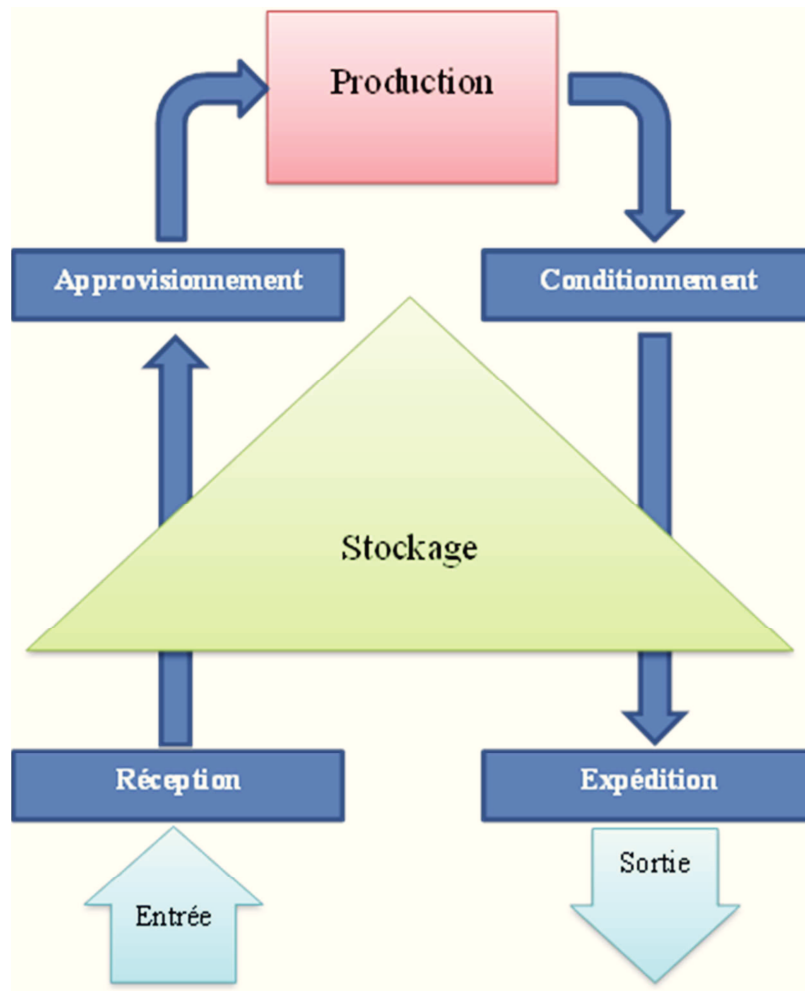 Production
Approvisionnement
Conditionnement
Stockage
Réception
Expédition
Entrée
Sortie